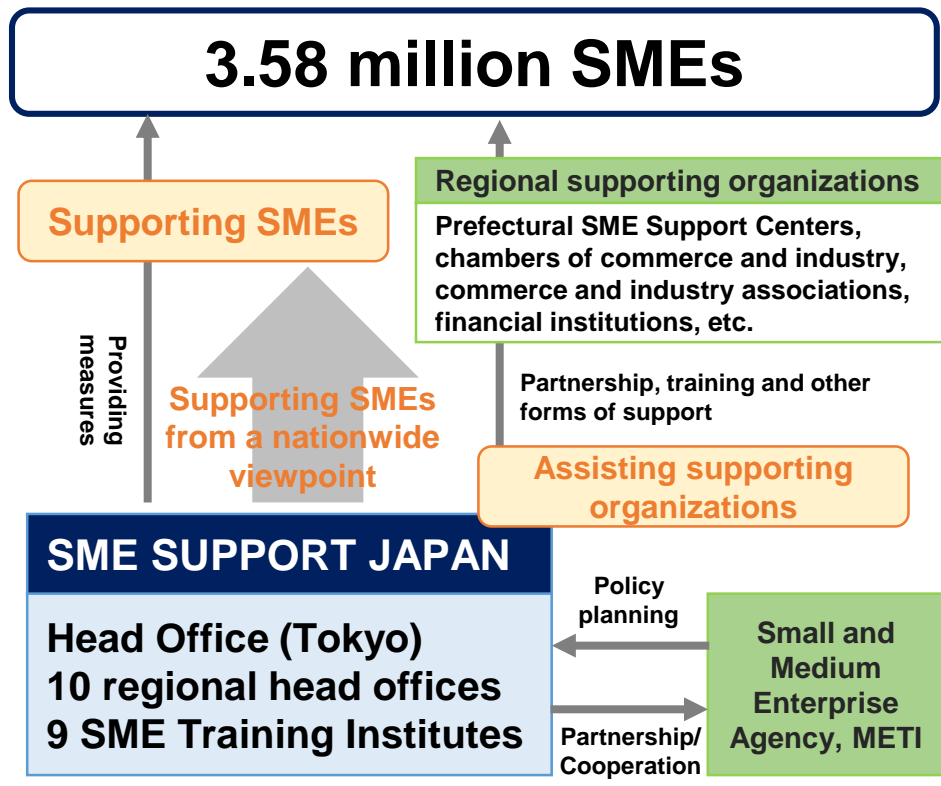 3.58 million SMEs
Supporting SMEs
Regional supporting organizations
Prefectural SME Support Centers,
chambers of commerce and industry,
commerce and industry associations,
financial institutions, etc.
Providing
measures
Supporting SMEs
from a nationwide
viewpoint
Partnership, training and other
forms of support
Assisting supporting
organizations
SME SUPPORT JAPAN
Head Office (Tokyo)
10 regional head offices
9 SME Training Institutes
Policy
planning
Partnership/
Cooperation
Small and
Medium
Enterprise
Agency, METI